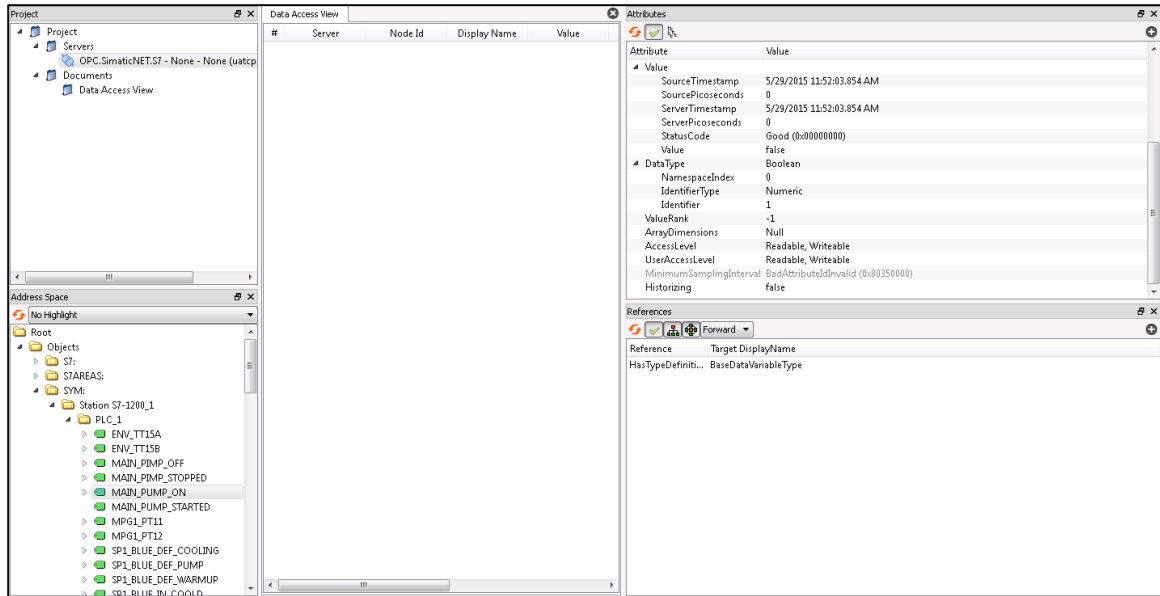 Project
Project
Servers
OPC.SimaticNET.S7 - None - None (uatcp
Documents
Data Access View
Address Space
No Highlight
Root
Objects
S7:
S7AREAS:
SYM:
Station S7-1200_1
PLC_1
ENV_TT15A
ENV_TT15B
MAIN_PIMP_OFF
MAIN_PIMP_STOPPED
MAIN_PUMP_ON
MAIN_PUMP_STARTED
MPG1_PT11
MPG1_PT12
SP1_BLUE_DEF_COOLING
SP1_BLUE_DEF_PUMP
SP1_BLUE_DEF_WARMUP
SP1_BLUE_IN_COOLD
Data Access View
# Server Node Id Display Name Value
Attributes
Attribute Value
Value
SourceTimestamp 5/29/2015 11:52:03.854 AM
SourcePicoseconds 0
ServerTimestamp 5/29/2015 11:52:03.854 AM
ServerPicoseconds 0
StatusCode Good (0x00000000)
Value false
DataType Boolean
NamespaceIndex 0
IdentifierType Numeric
Identifier 1
ValueRank -1
ArrayDimensions Null
AccessLevel Readable, Writeable
UserAccessLevel Readable, Writeable
MinimumSamplingInterval BadAttributeIdInvalid (0x80350000)
Historizing false
References
Forward
Reference Target DisplayName
HasTypeDefiniti... BaseDataVariableType